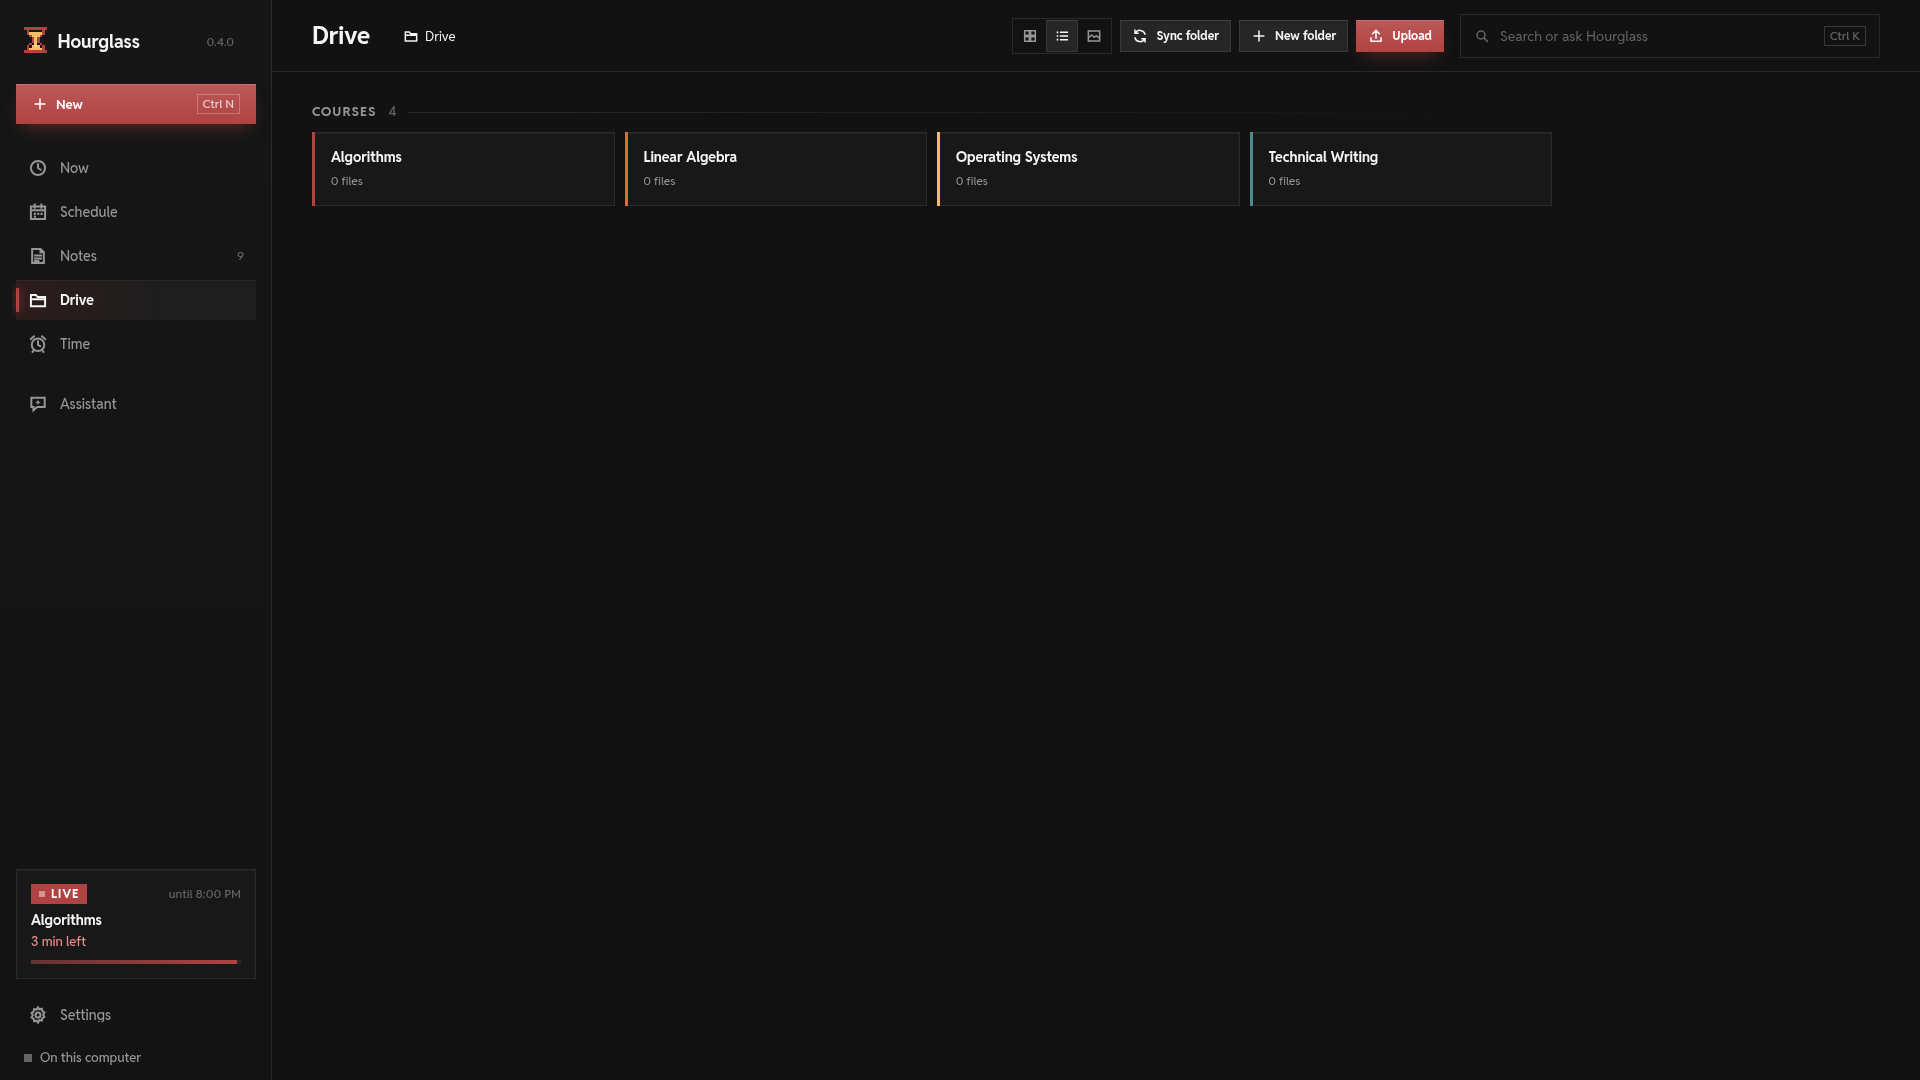 Hourglass 0.4.0
New Ctrl N
Now
Schedule
Notes 9
Drive
Time
Assistant
LIVE until 8:00 PM
Algorithms
3 min left
Settings
On this computer
Drive Drive Sync folder New folder Upload Search or ask Hourglass Ctrl K
COURSES 4
Algorithms
0 files
Linear Algebra
0 files
Operating Systems
0 files
Technical Writing
0 files